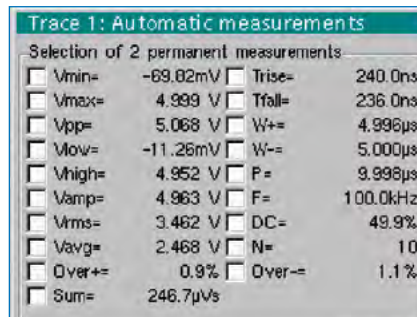 Trace 1: Automatic measurements
Selection of 2 permanent measurements
Vmin= -69.82mV Trise= 240.0ns
Vmax= 4.999 V Tfall= 236.0ns
Vpp= 5.068 V W+= 4.996µs
Vlow= -11.26mV W-= 5.000µs
Vhigh= 4.952 V P= 9.998µs
Vamp= 4.963 V F= 100.0kHz
Vrms= 3.462 V DC= 49.9%
Vavg= 2.468 V N= 10
Over+= 0.9% Over-= 1.1%
Sum= 246.7µVs